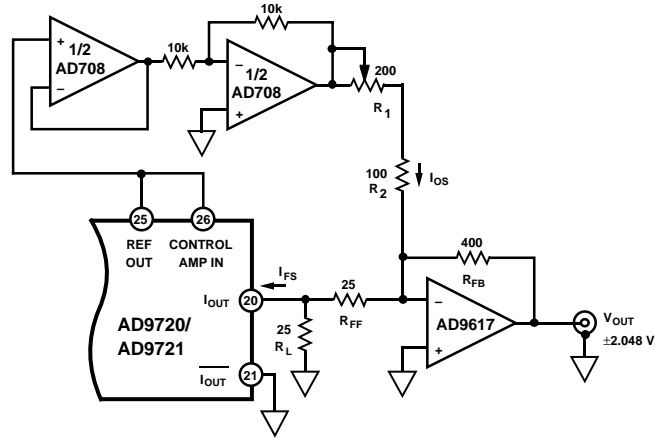 +
1/2
AD708
–
10k
10k
–
1/2
AD708
+
200
R1
100
R2
IOS
25
26
REF
OUT
CONTROL
AMP IN
IFS
IOUT
20
25
RFF
400
RFB
–
AD9617
+
VOUT
±2.048 V
AD9720/
AD9721
25
RL
IOUT
21